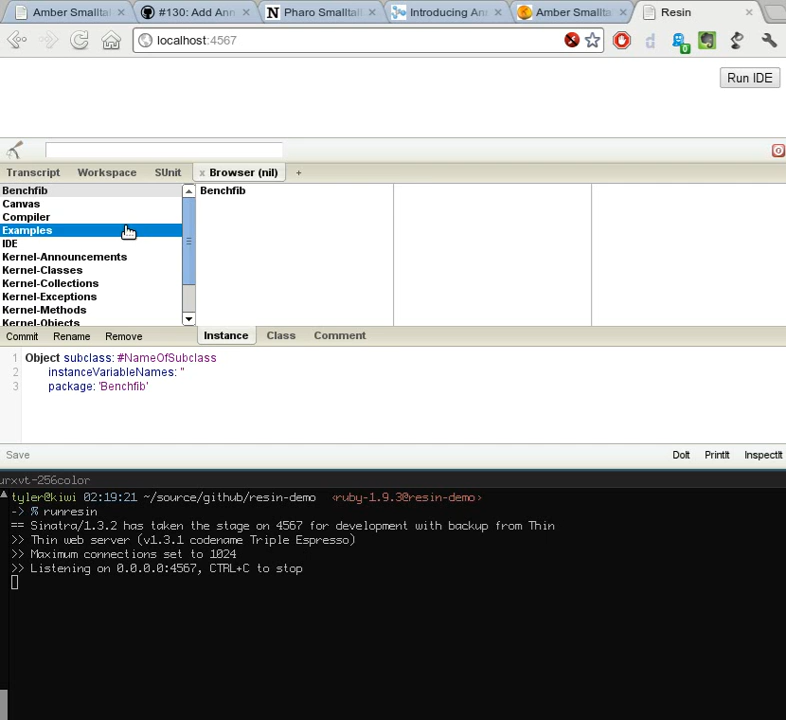 Amber Smallta × #130: Add Ann × Pharo Smalltalk × Introducing Ann × Amber Smallta × Resin ×
localhost:4567
0
Run IDE
Transcript Workspace SUnit x Browser (nil) +
Benchfib Benchfib
Canvas
Compiler
Examples
IDE
Kernel-Announcements
Kernel-Classes
Kernel-Collections
Kernel-Exceptions
Kernel-Methods
Kernel-Objects
Commit Rename Remove Instance Class Comment
1 Object subclass: #NameOfSubclass
2 instanceVariableNames: ''
3 package: 'Benchfib'
Save DoIt PrintIt InspectIt
urxvt-256color
tyler@kiwi 02:19:21 ~/source/github/resin-demo ‹ruby-1.9.3@resin-demo›
-> % runresin
== Sinatra/1.3.2 has taken the stage on 4567 for development with backup from Thin
>> Thin web server (v1.3.1 codename Triple Espresso)
>> Maximum connections set to 1024
>> Listening on 0.0.0.0:4567, CTRL+C to stop